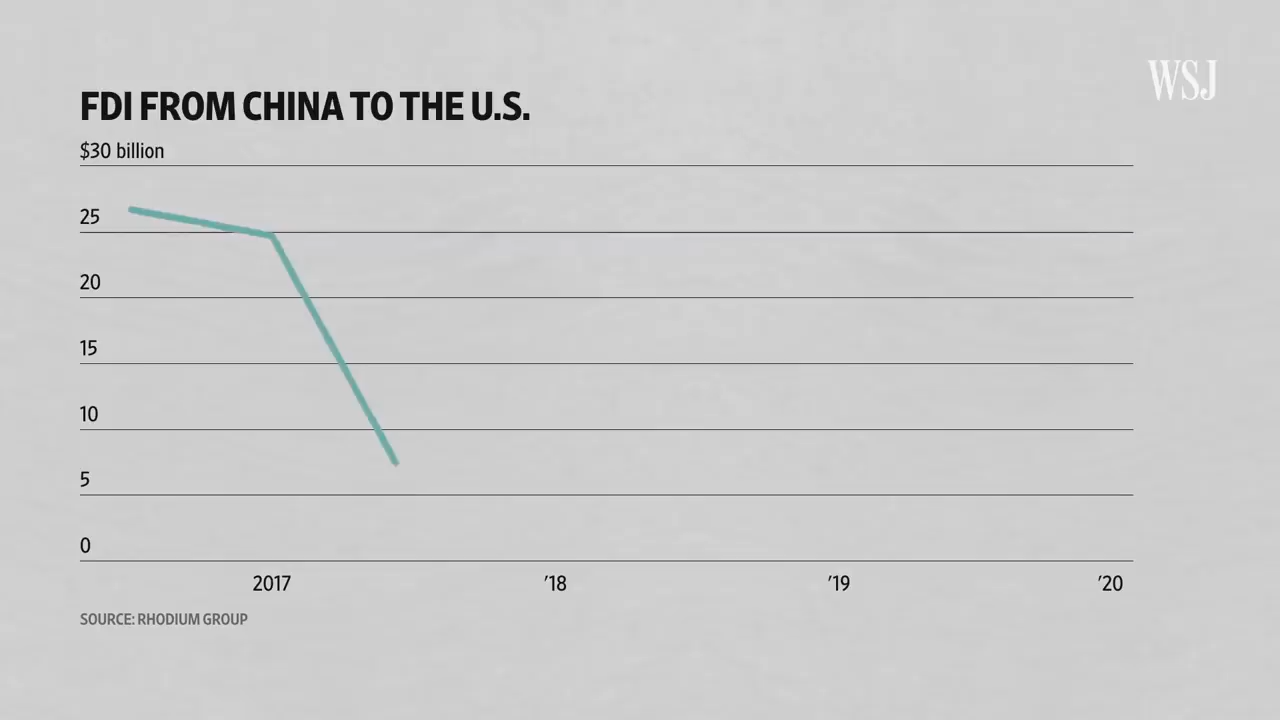 WSJ
FDI FROM CHINA TO THE U.S.
$30 billion
25
20
15
10
5
0
2017 ’18 ’19 ’20
SOURCE: RHODIUM GROUP